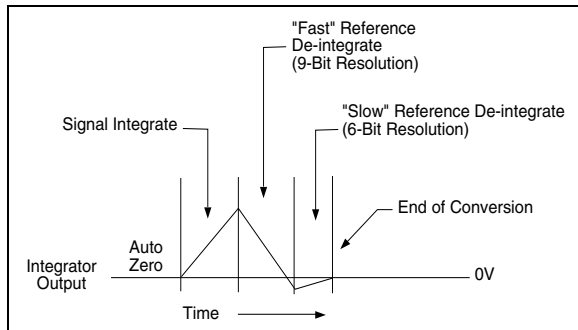 "Fast" Reference
De-integrate
(9-Bit Resolution)
"Slow" Reference De-integrate
(6-Bit Resolution)
Signal Integrate
End of Conversion
Auto
Zero
Integrator
Output
0V
Time